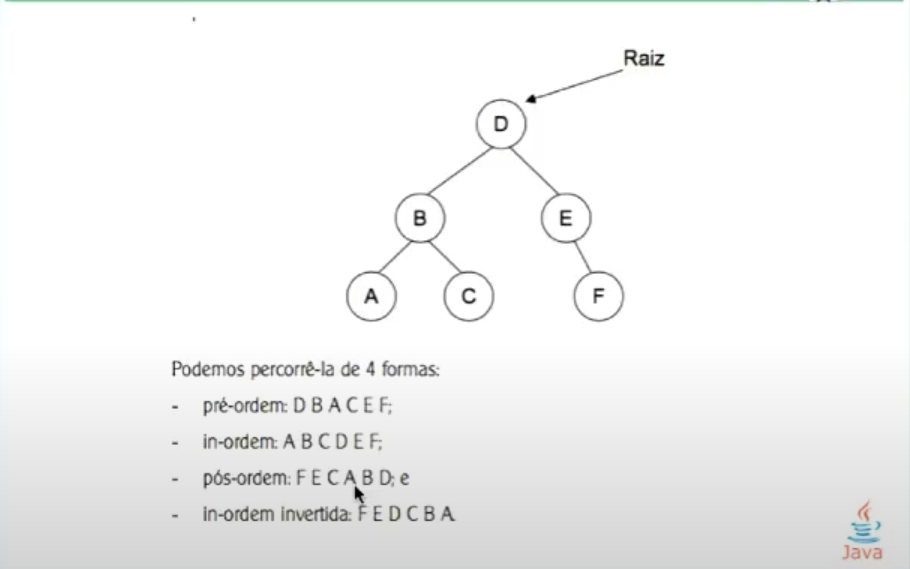 Raiz
D
B
E
A
C
F
Podemos percorrê-la de 4 formas:
- pré-ordem: D B A C E F;
- in-ordem: A B C D E F;
- pós-ordem: F E C A B D; e
- in-ordem invertida: F E D C B A.
Java